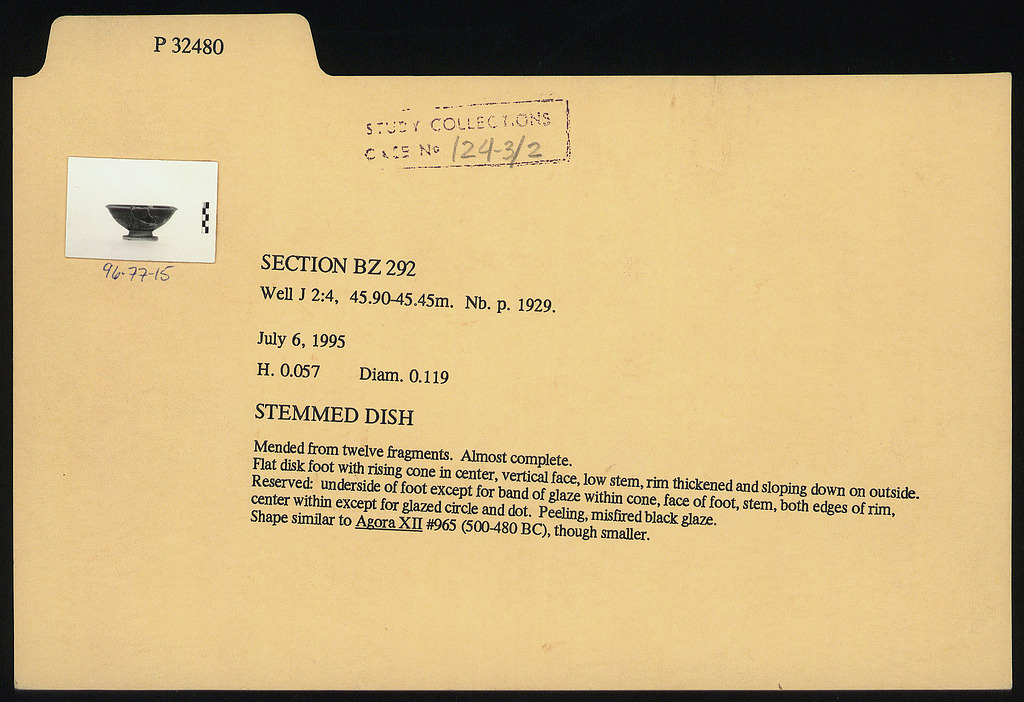 P 32480
STUDY COLLECTIONS
CASE No 124-3/2
96-77-15
SECTION BZ 292
Well J 2:4, 45.90-45.45m. Nb. p. 1929.
July 6, 1995
H. 0.057 Diam. 0.119
STEMMED DISH
Mended from twelve fragments. Almost complete.
Flat disk foot with rising cone in center, vertical face, low stem, rim thickened and sloping down on outside.
Reserved: underside of foot except for band of glaze within cone, face of foot, stem, both edges of rim,
center within except for glazed circle and dot. Peeling, misfired black glaze.
Shape similar to Agora XII #965 (500-480 BC), though smaller.